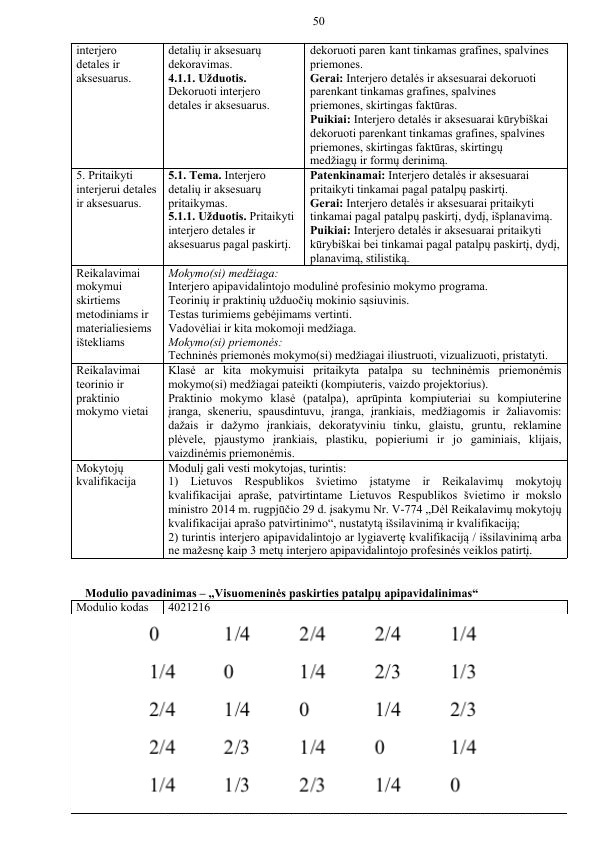 50
interjero
detales ir
aksesuarus.
detalių ir aksesuarų
dekoravimas.
4.1.1. Užduotis.
Dekoruoti interjero
detales ir aksesuarus.
dekoruoti paren kant tinkamas grafines, spalvines
priemones.
Gerai: Interjero detalės ir aksesuarai dekoruoti
parenkant tinkamas grafines, spalvines
priemones, skirtingas faktūras.
Puikiai: Interjero detalės ir aksesuarai kūrybiškai
dekoruoti parenkant tinkamas grafines, spalvines
priemones, skirtingas faktūras, skirtingų
medžiagų ir formų derinimą.
5. Pritaikyti
interjerui detales
ir aksesuarus.
5.1. Tema. Interjero
detalių ir aksesuarų
pritaikymas.
5.1.1. Užduotis. Pritaikyti
interjero detales ir
aksesuarus pagal paskirtį.
Patenkinamai: Interjero detalės ir aksesuarai
pritaikyti tinkamai pagal patalpų paskirtį.
Gerai: Interjero detalės ir aksesuarai pritaikyti
tinkamai pagal patalpų paskirtį, dydį, išplanavimą.
Puikiai: Interjero detalės ir aksesuarai pritaikyti
kūrybiškai bei tinkamai pagal patalpų paskirtį, dydį,
planavimą, stilistiką.
Reikalavimai
mokymui
skirtiems
metodiniams ir
materialiesiems
ištekliams
Mokymo(si) medžiaga:
Interjero apipavidalintojo modulinė profesinio mokymo programa.
Teorinių ir praktinių užduočių mokinio sąsiuvinis.
Testas turimiems gebėjimams vertinti.
Vadovėliai ir kita mokomoji medžiaga.
Mokymo(si) priemonės:
Techninės priemonės mokymo(si) medžiagai iliustruoti, vizualizuoti, pristatyti.
Reikalavimai
teorinio ir
praktinio
mokymo vietai
Klasė ar kita mokymuisi pritaikyta patalpa su techninėmis priemonėmis
mokymo(si) medžiagai pateikti (kompiuteris, vaizdo projektorius).
Praktinio mokymo klasė (patalpa), aprūpinta kompiuteriai su kompiuterine
įranga, skeneriu, spausdintuvu, įranga, įrankiais, medžiagomis ir žaliavomis:
dažais ir dažymo įrankiais, dekoratyviniu tinku, glaistu, gruntu, reklamine
plėvele, pjaustymo įrankiais, plastiku, popieriumi ir jo gaminiais, klijais,
vaizdinėmis priemonėmis.
Mokytojų
kvalifikacija
Modulį gali vesti mokytojas, turintis:
1) Lietuvos Respublikos švietimo įstatyme ir Reikalavimų mokytojų
kvalifikacijai apraše, patvirtintame Lietuvos Respublikos švietimo ir mokslo
ministro 2014 m. rugpjūčio 29 d. įsakymu Nr. V-774 „Dėl Reikalavimų mokytojų
kvalifikacijai aprašo patvirtinimo“, nustatytą išsilavinimą ir kvalifikaciją;
2) turintis interjero apipavidalintojo ar lygiavertę kvalifikaciją / išsilavinimą arba
ne mažesnę kaip 3 metų interjero apipavidalintojo profesinės veiklos patirtį.
Modulio pavadinimas – „Visuomeninės paskirties patalpų apipavidalinimas“
Modulio kodas 4021216
0 1/4 2/4 2/4 1/4
1/4 0 1/4 2/3 1/3
2/4 1/4 0 1/4 2/3
2/4 2/3 1/4 0 1/4
1/4 1/3 2/3 1/4 0